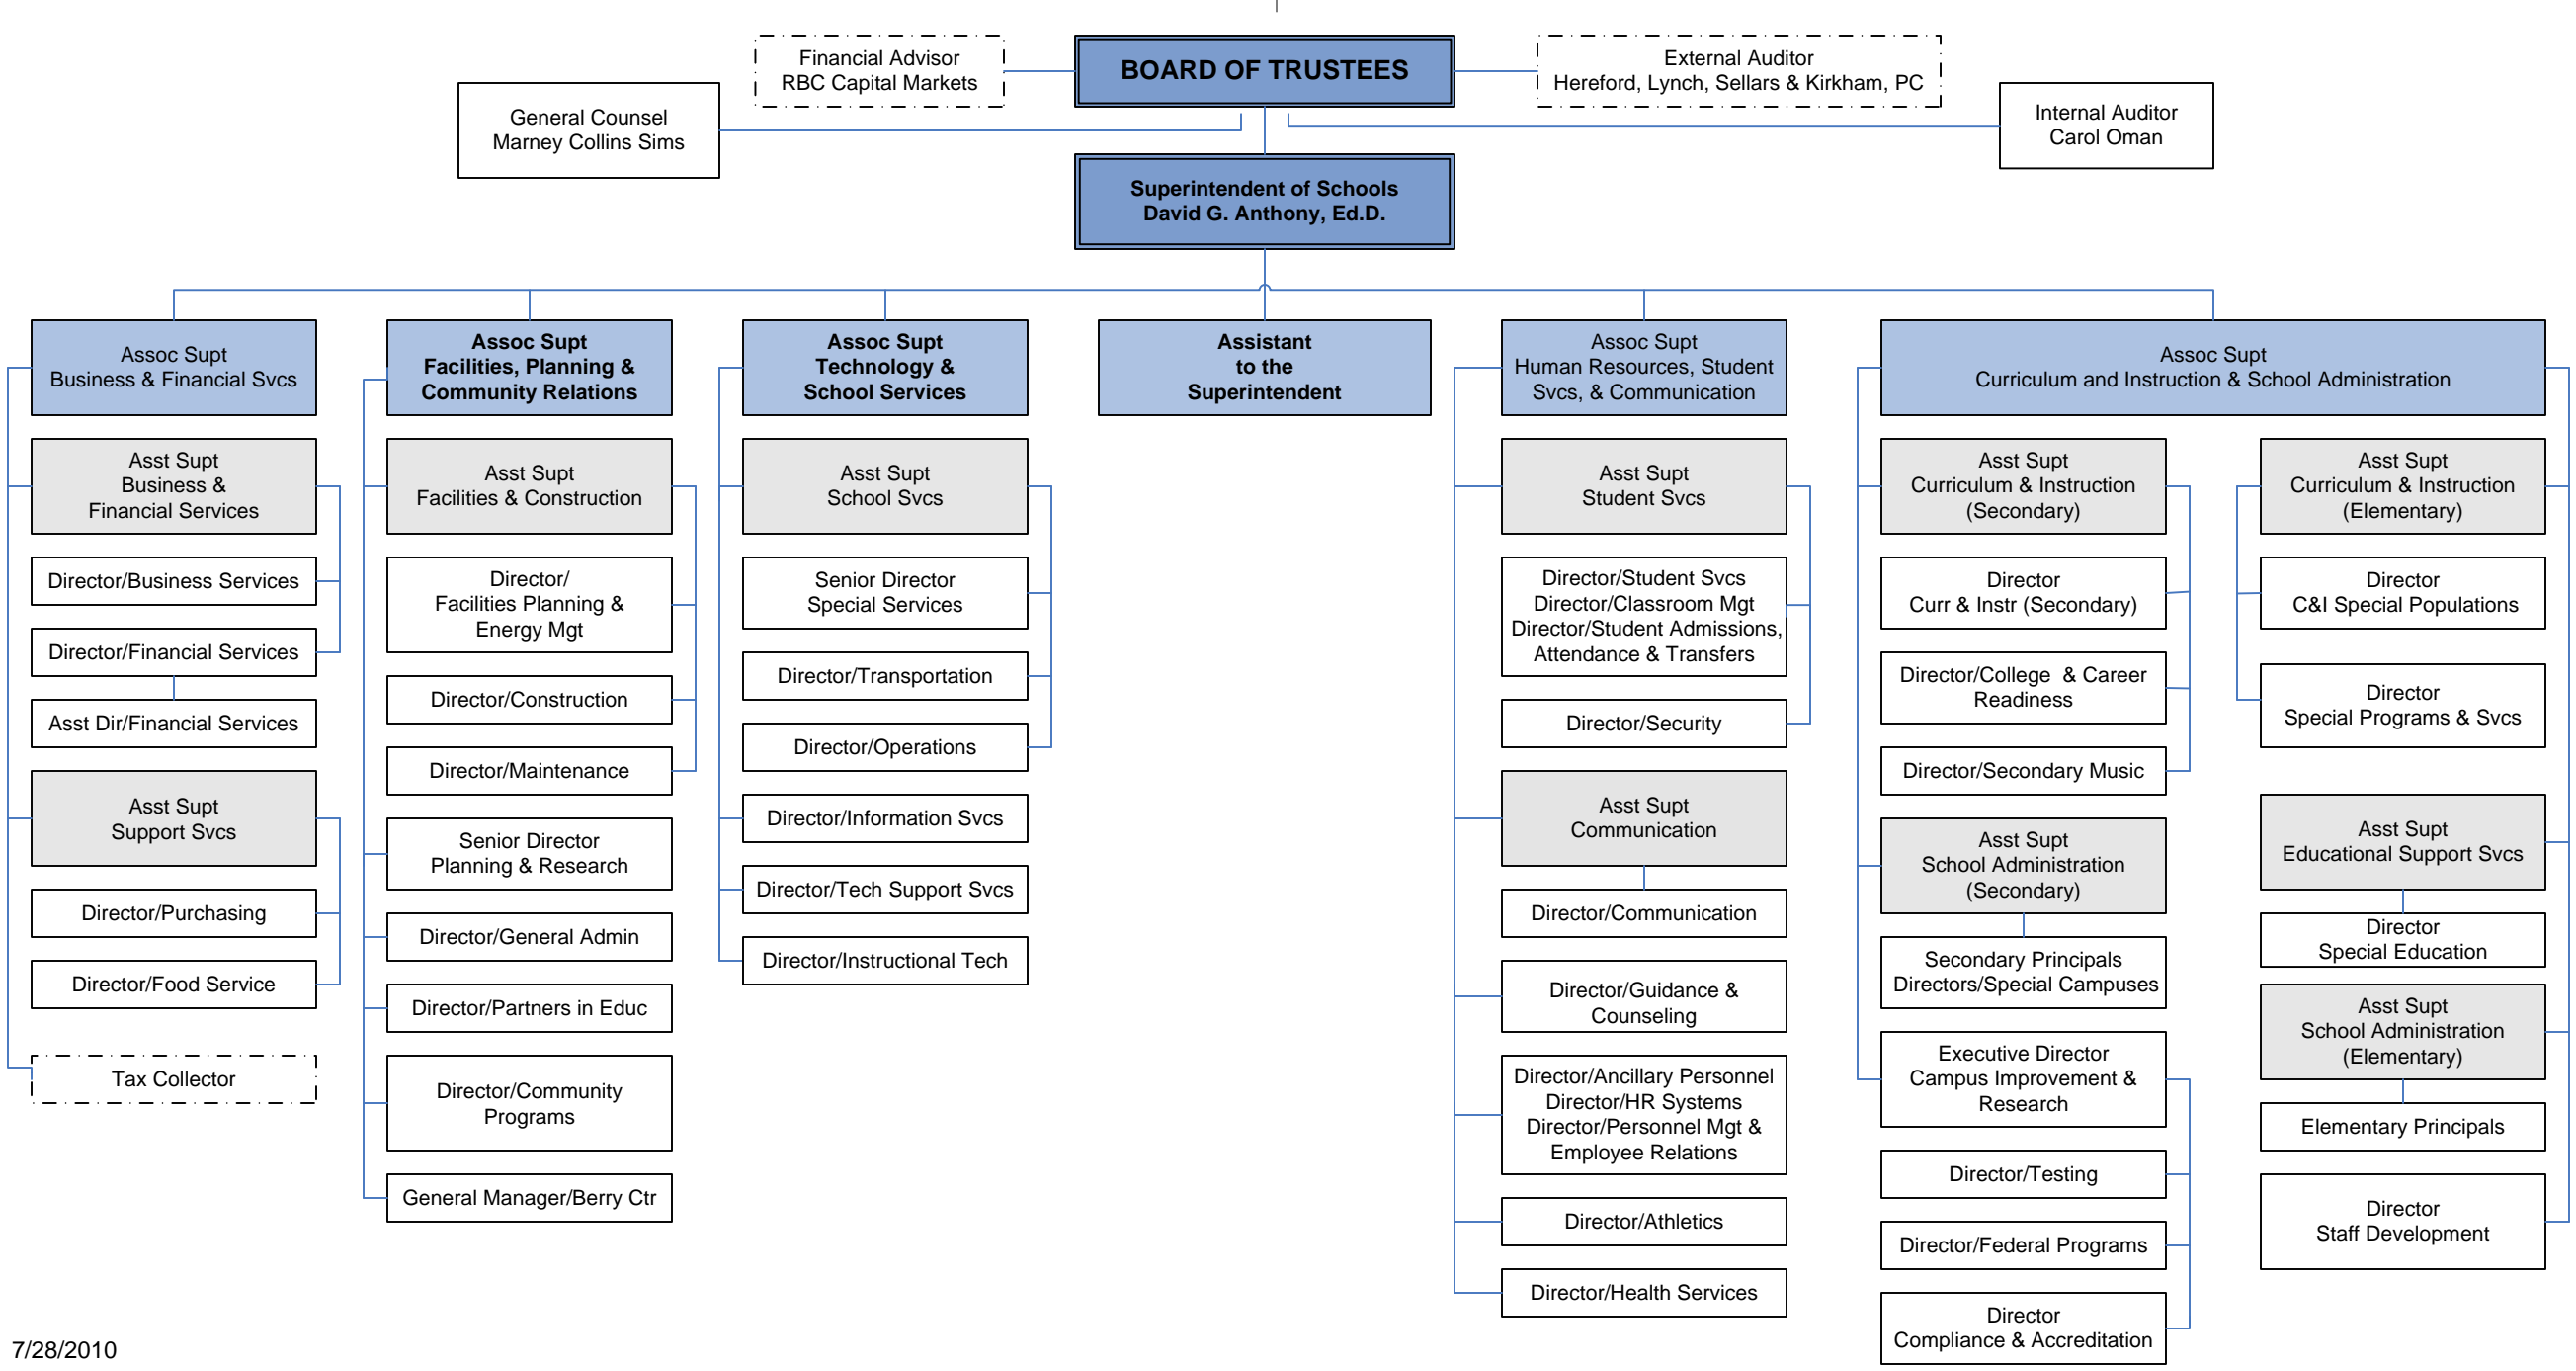 Financial Advisor
RBC Capital Markets
BOARD OF TRUSTEES
External Auditor
Hereford, Lynch, Sellars & Kirkham, PC
General Counsel
Marney Collins Sims
Internal Auditor
Carol Oman
Superintendent of Schools
David G. Anthony, Ed.D.
Assoc Supt
Business & Financial Svcs
Asst Supt
Business &
Financial Services
Director/Business Services
Director/Financial Services
Asst Dir/Financial Services
Asst Supt
Support Svcs
Director/Purchasing
Director/Food Service
Tax Collector
Assoc Supt
Facilities, Planning &
Community Relations
Asst Supt
Facilities & Construction
Director/
Facilities Planning &
Energy Mgt
Director/Construction
Director/Maintenance
Senior Director
Planning & Research
Director/General Admin
Director/Partners in Educ
Director/Community
Programs
General Manager/Berry Ctr
Assoc Supt
Technology &
School Services
Asst Supt
School Svcs
Senior Director
Special Services
Director/Transportation
Director/Operations
Director/Information Svcs
Director/Tech Support Svcs
Director/Instructional Tech
Assistant
to the
Superintendent
Assoc Supt
Human Resources, Student
Svcs, & Communication
Asst Supt
Student Svcs
Director/Student Svcs
Director/Classroom Mgt
Director/Student Admissions,
Attendance & Transfers
Director/Security
Asst Supt
Communication
Director/Communication
Director/Guidance &
Counseling
Director/Ancillary Personnel
Director/HR Systems
Director/Personnel Mgt &
Employee Relations
Director/Athletics
Director/Health Services
Assoc Supt
Curriculum and Instruction & School Administration
Asst Supt
Curriculum & Instruction
(Secondary)
Director
Curr & Instr (Secondary)
Director/College & Career
Readiness
Director/Secondary Music
Asst Supt
School Administration
(Secondary)
Secondary Principals
Directors/Special Campuses
Executive Director
Campus Improvement &
Research
Director/Testing
Director/Federal Programs
Director
Compliance & Accreditation
Asst Supt
Curriculum & Instruction
(Elementary)
Director
C&I Special Populations
Director
Special Programs & Svcs
Asst Supt
Educational Support Svcs
Director
Special Education
Asst Supt
School Administration
(Elementary)
Elementary Principals
Director
Staff Development
7/28/2010